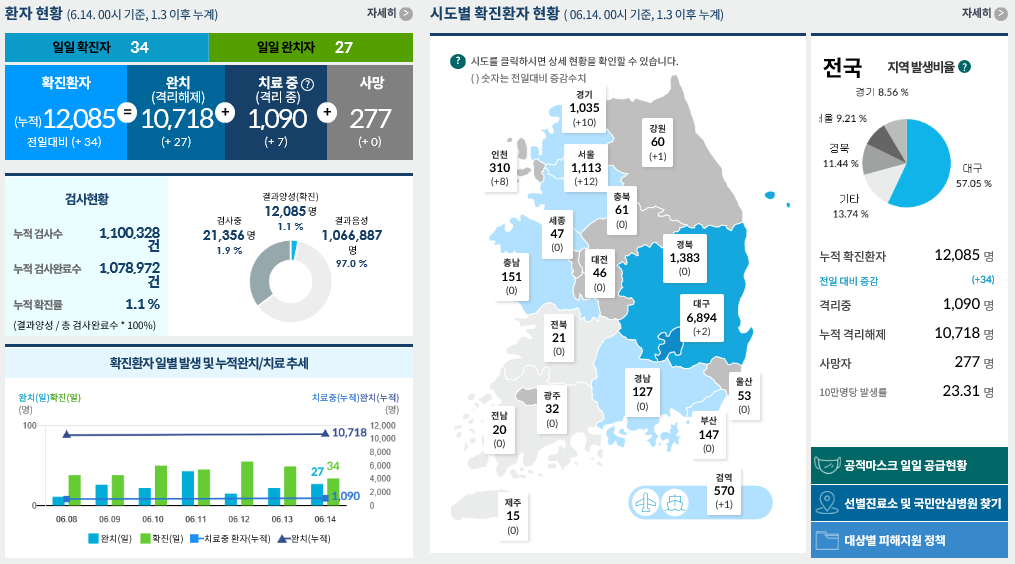 환자 현황 (6.14. 00시 기준, 1.3 이후 누계)
자세히
일일 확진자 34
일일 완치자 27
확진환자
(누적)12,085
전일대비 (+ 34)
=
완치
(격리해제)
10,718
(+ 27)
+
치료 중 ?
(격리 중)
1,090
(+ 7)
+
사망
277
(+ 0)
검사현황
누적 검사수 1,100,328
건
누적 검사완료수 1,078,972
건
누적 확진률 1.1 %
(결과양성 / 총 검사완료수 * 100%)
결과양성(확진)
12,085 명
1.1 %
검사중
21,356 명
1.9 %
결과음성
1,066,887
명
97.0 %
확진환자 일별 발생 및 누적완치/치료 추세
완치(일)확진(일)
(명)
치료중(누적)완치(누적)
(명)
100
0
12,000
10,000
8,000
6,000
4,000
2,000
0
10,718
27
34
1,090
06.08 06.09 06.10 06.11 06.12 06.13 06.14
완치(일) 확진(일) 치료중 환자(누적) 완치(누적)
시도별 확진환자 현황 ( 06.14. 00시 기준, 1.3 이후 누계)
자세히
? 시도를 클릭하시면 상세 현황을 확인할 수 있습니다.
( ) 숫자는 전일대비 증감수치
경기
1,035
(+10)
강원
60
(+1)
인천
310
(+8)
서울
1,113
(+12)
충북
61
(0)
세종
47
(0)
경북
1,383
(0)
대전
46
(0)
충남
151
(0)
대구
6,894
(+2)
전북
21
(0)
경남
127
(0)
울산
53
(0)
광주
32
(0)
전남
20
(0)
부산
147
(0)
검역
570
(+1)
제주
15
(0)
전국 지역 발생비율 ?
경기 8.56 %
서울 9.21 %
경북
11.44 %
기타
13.74 %
대구
57.05 %
누적 확진환자 12,085 명
전일 대비 증감 (+34)
격리중 1,090 명
누적 격리해제 10,718 명
사망자 277 명
10만명당 발생률 23.31 명
공적마스크 일일 공급현황
선별진료소 및 국민안심병원 찾기
대상별 피해지원 정책